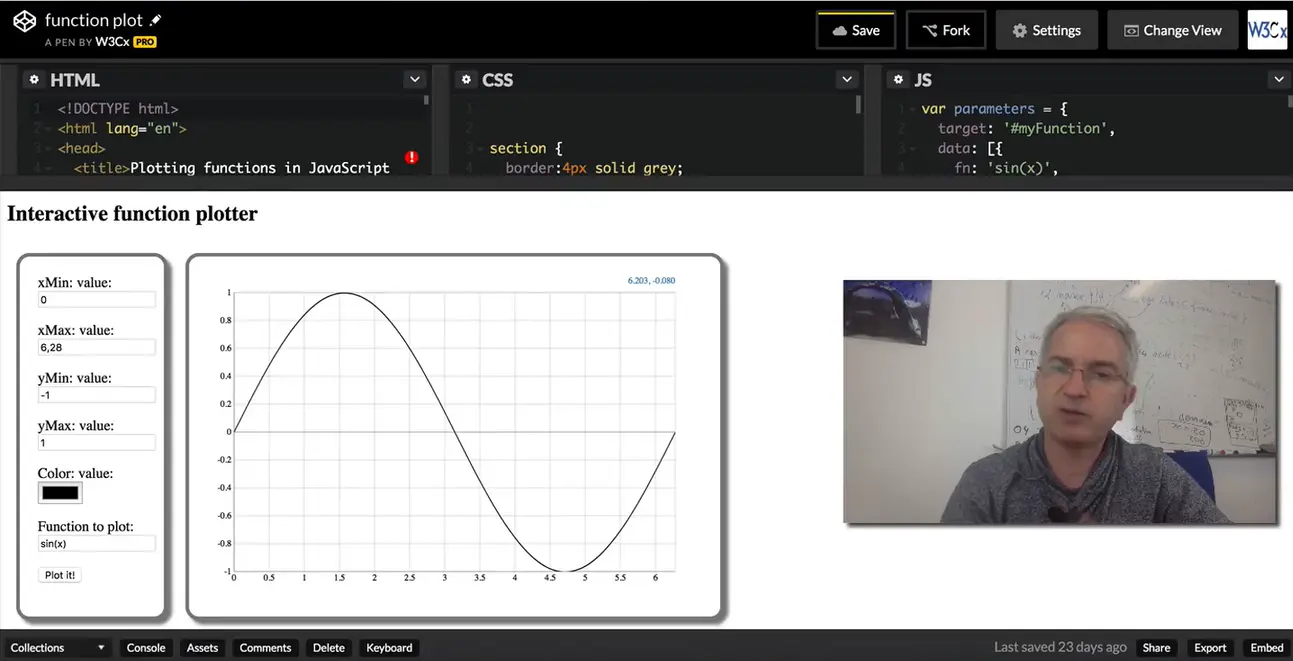 function plot
A PEN BY W3Cx PRO
Save
Fork
Settings
Change View
W3Cx
HTML
1 <!DOCTYPE html>
2 <html lang="en">
3 <head>
4 <title>Plotting functions in JavaScript
CSS
1
2
3 section {
4 border:4px solid grey;
JS
1 var parameters = {
2 target: '#myFunction',
3 data: [{
4 fn: 'sin(x)',
Interactive function plotter
xMin: value:
0
xMax: value:
6,28
yMin: value:
-1
yMax: value:
1
Color: value:
Function to plot:
sin(x)
Plot it!
6.203, -0.080
1
0.8
0.6
0.4
0.2
0
-0.2
-0.4
-0.6
-0.8
-1
0 0.5 1 1.5 2 2.5 3 3.5 4 4.5 5 5.5 6
Collections
Console
Assets
Comments
Delete
Keyboard
Last saved 23 days ago
Share
Export
Embed